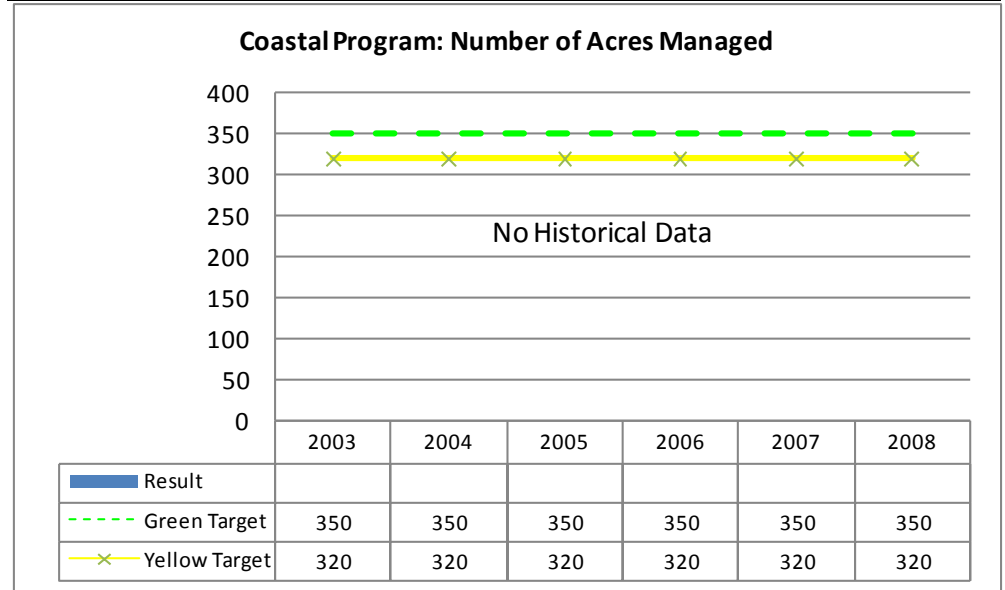 Coastal Program: Number of Acres Managed
400
350
300
250
200
150
100
50
0
No Historical Data
2003 2004 2005 2006 2007 2008
Result
Green Target 350 350 350 350 350 350
Yellow Target 320 320 320 320 320 320